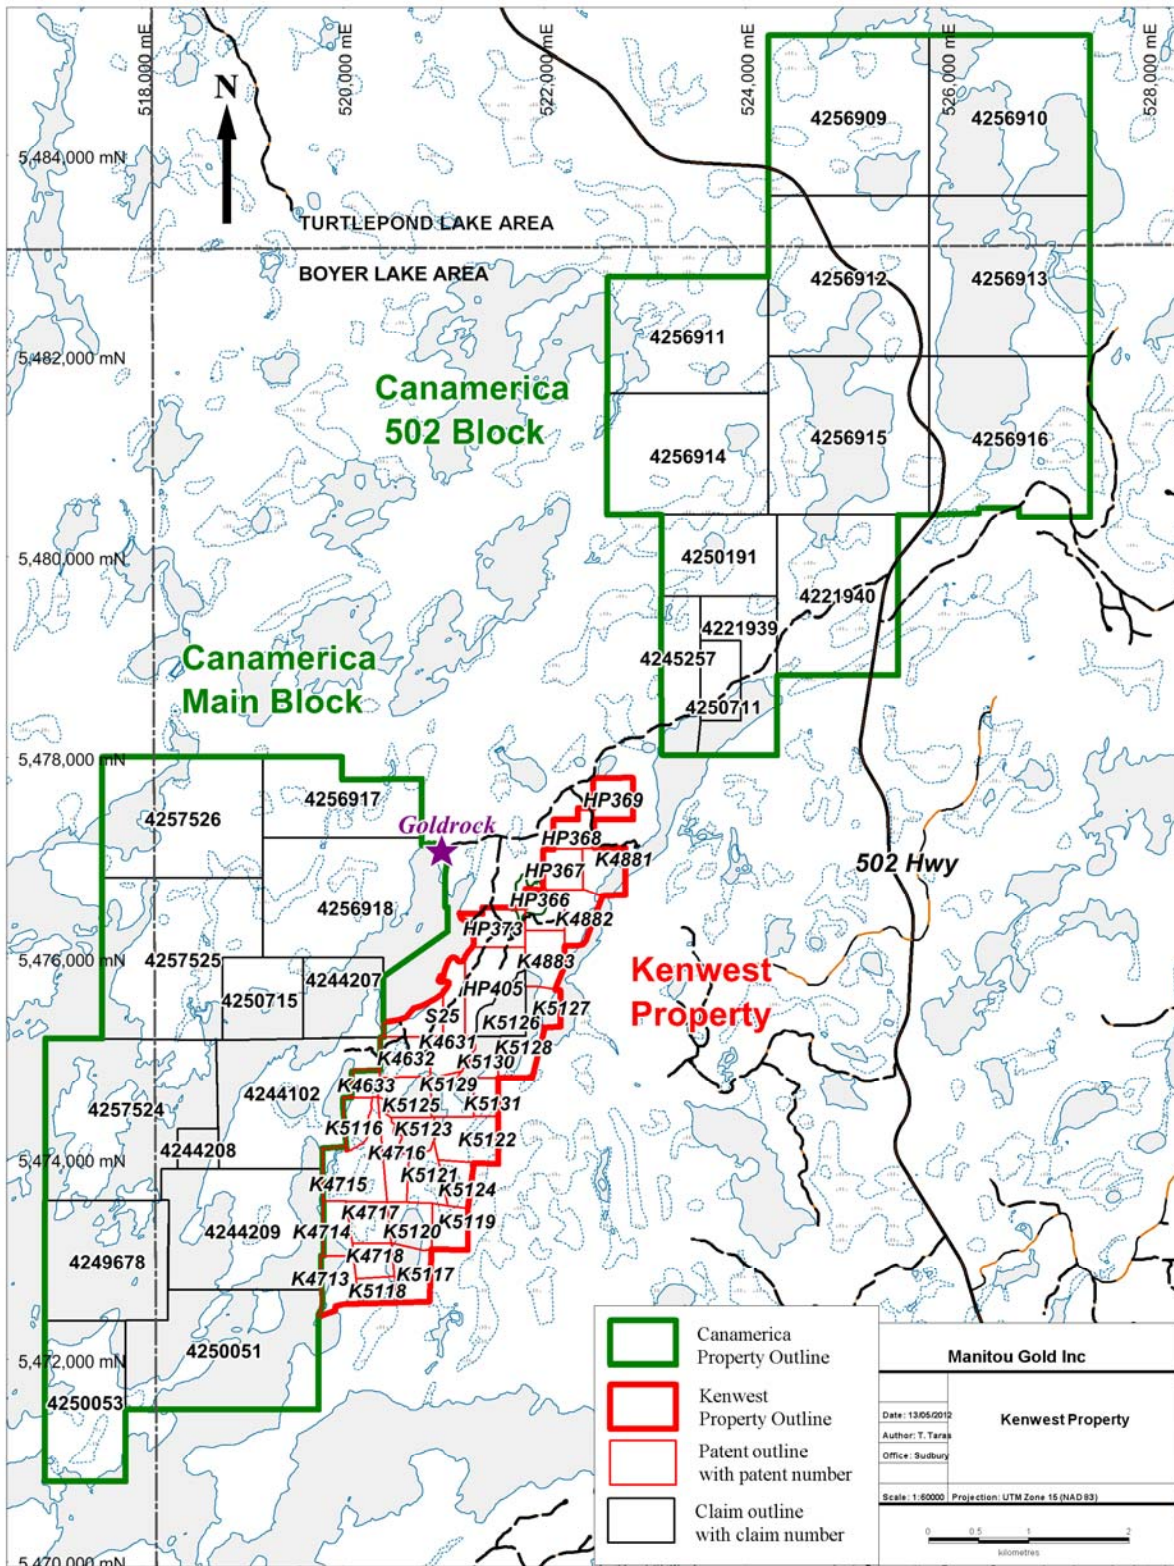 518,000 mE
520,000 mE
522,000 mE
524,000 mE
526,000 mE
528,000 mE
N
5,484,000 mN
TURTLEPOND LAKE AREA
BOYER LAKE AREA
4256909
4256910
4256912
4256913
4256911
5,482,000 mN
Canamerica
502 Block
4256914
4256915
4256916
5,480,000 mN
4250191
4221940
4221939
4245257
4250711
Canamerica
Main Block
5,478,000 mN
4257526
4256917
Goldrock
HP369
HP368
K4881
HP367
HP366
K4882
HP373
502 Hwy
4256918
5,476,000 mN
4257525
4244207
4250715
K4883
HP405
Kenwest
Property
S25
K5127
K5126
K4631
K5128
K4632
K5130
K4633
K5129
K5125
K5131
4257524
4244102
K5116
K5123
K5122
4244208
K4716
5,474,000 mN
K4715
K5121
K5124
4244209
K4717
K5119
K4714
K5120
4249678
K4718
K4713
K5117
K5118
4250051
5,472,000 mN
4250053
5,470,000 mN
Canamerica
Property Outline
Kenwest
Property Outline
Patent outline
with patent number
Claim outline
with claim number
Manitou Gold Inc
Kenwest Property
Date: 13/05/2012
Author: T. Taras
Office: Sudbury
Scale: 1:60000
Projection: UTM Zone 15 (NAD 83)
0 0.5 1 2
kilometres